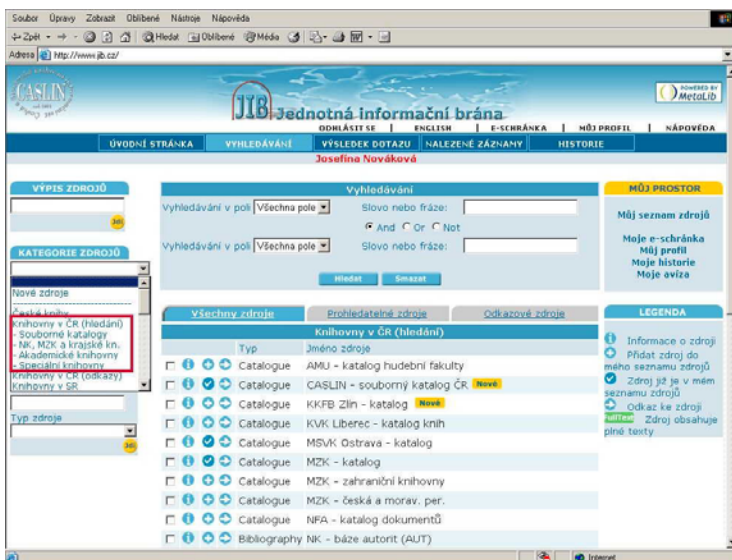 Soubor Úpravy Zobrazit Oblíbené Nástroje Nápověda
Zpět Hledat Oblíbené Média
Adresa http://www.jib.cz/
CASLIN
JIB Jednotná informační brána
POWERED BY
MetaLib
ODHLÁSIT SE | ENGLISH | E-SCHRÁNKA | MŮJ PROFIL | NÁPOVĚDA
ÚVODNÍ STRÁNKA VYHLEDÁVÁNÍ VÝSLEDEK DOTAZU NALEZENÉ ZÁZNAMY HISTORIE
Josefína Nováková
VÝPIS ZDROJŮ
Jdi
KATEGORIE ZDROJŮ
Nové zdroje
České knihy
Knihovny v ČR (hledání)
- Souborné katalogy
- NK, MZK a krajské kn.
- Akademické knihovny
- Speciální knihovny
Knihovny v ČR (odkazy)
Knihovny v SR
Typ zdroje
Jdi
Vyhledávání
Vyhledávání v poli Všechna pole Slovo nebo fráze:
And Or Not
Vyhledávání v poli Všechna pole Slovo nebo fráze:
Hledat Smazat
Všechny zdroje Prohledatelné zdroje Odkazové zdroje
Knihovny v ČR (hledání)
Typ Jméno zdroje
Catalogue AMU - katalog hudební fakulty
Catalogue CASLIN - souborný katalog ČR Nové
Catalogue KKFB Zlín - katalog Nové
Catalogue KVK Liberec - katalog knih
Catalogue MSVK Ostrava - katalog
Catalogue MZK - katalog
Catalogue MZK - zahraniční knihovny
Catalogue MZK - česká a morav. per.
Catalogue NFA - katalog dokumentů
Bibliography NK - báze autorit (AUT)
MŮJ PROSTOR
Můj seznam zdrojů
Moje e-schránka
Můj profil
Moje historie
Moje avíza
LEGENDA
Informace o zdroji
Přidat zdroj do
mého seznamu zdrojů
Zdroj již je v mém
seznamu zdrojů
Odkaz ke zdroji
FullText Zdroj obsahuje
plné texty
Internet